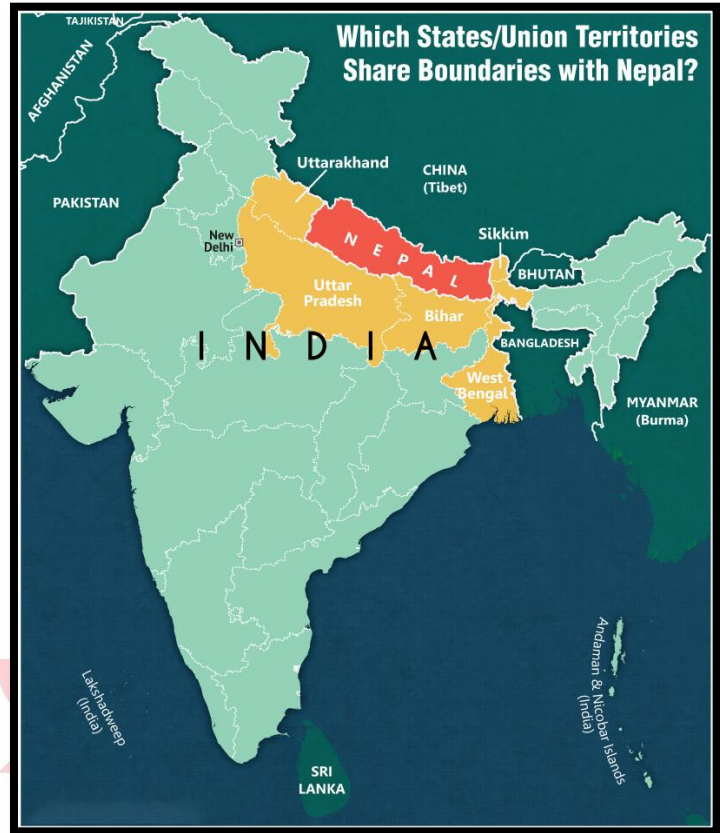 Which States/Union Territories
Share Boundaries with Nepal?
TAJIKISTAN
AFGHANISTAN
PAKISTAN
Uttarakhand
CHINA
(Tibet)
New
Delhi
NEPAL
Sikkim
BHUTAN
Uttar
Pradesh
Bihar
INDIA
BANGLADESH
West
Bengal
MYANMAR
(Burma)
Lakshadweep
(India)
Andaman & Nicobar Islands
(India)
SRI
LANKA